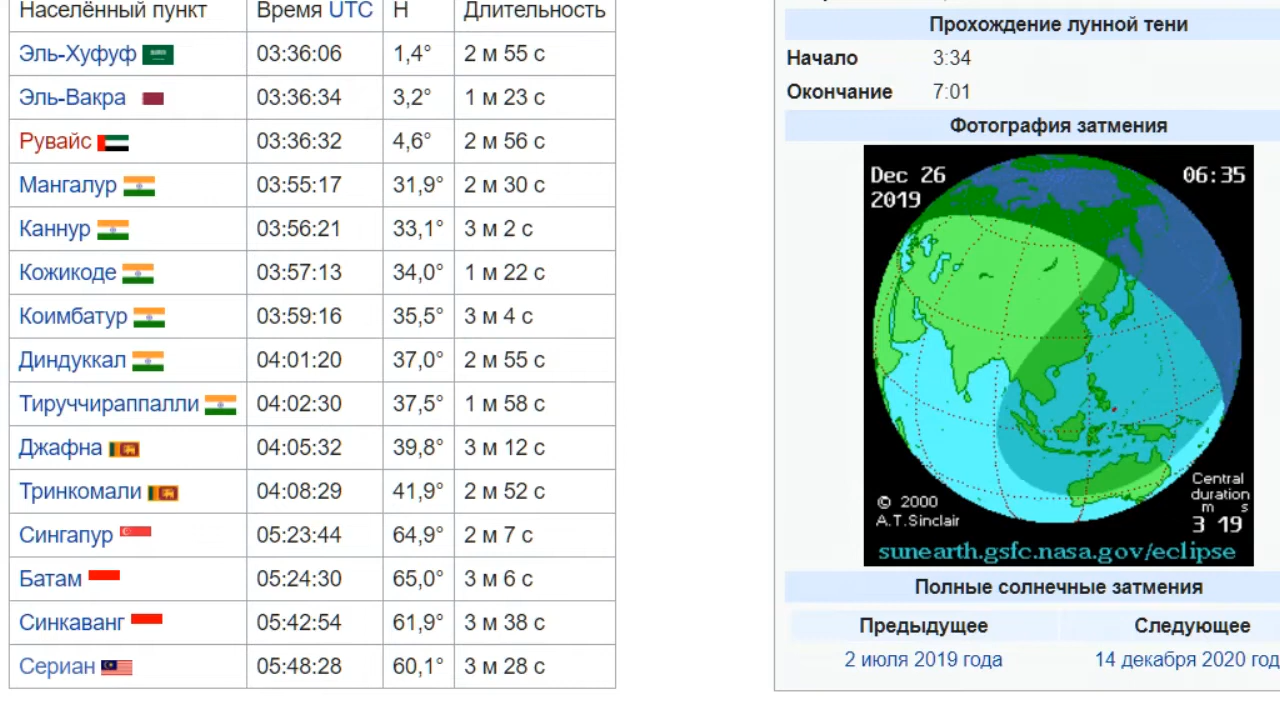 Населённый пункт Время UTC H Длительность
Эль-Хуфуф 03:36:06 1,4° 2 м 55 с
Эль-Вакра 03:36:34 3,2° 1 м 23 с
Рувайс 03:36:32 4,6° 2 м 56 с
Мангалур 03:55:17 31,9° 2 м 30 с
Каннур 03:56:21 33,1° 3 м 2 с
Кожикоде 03:57:13 34,0° 1 м 22 с
Коимбатур 03:59:16 35,5° 3 м 4 с
Диндуккал 04:01:20 37,0° 2 м 55 с
Тируччираппалли 04:02:30 37,5° 1 м 58 с
Джафна 04:05:32 39,8° 3 м 12 с
Тринкомали 04:08:29 41,9° 2 м 52 с
Сингапур 05:23:44 64,9° 2 м 7 с
Батам 05:24:30 65,0° 3 м 6 с
Синкаванг 05:42:54 61,9° 3 м 38 с
Сериан 05:48:28 60,1° 3 м 28 с
Прохождение лунной тени
Начало 3:34
Окончание 7:01
Фотография затмения
Dec 26 06:35
2019
Central
duration
m s
3 19
© 2000
A.T.Sinclair
sunearth.gsfc.nasa.gov/eclipse
Полные солнечные затмения
Предыдущее Следующее
2 июля 2019 года 14 декабря 2020 год